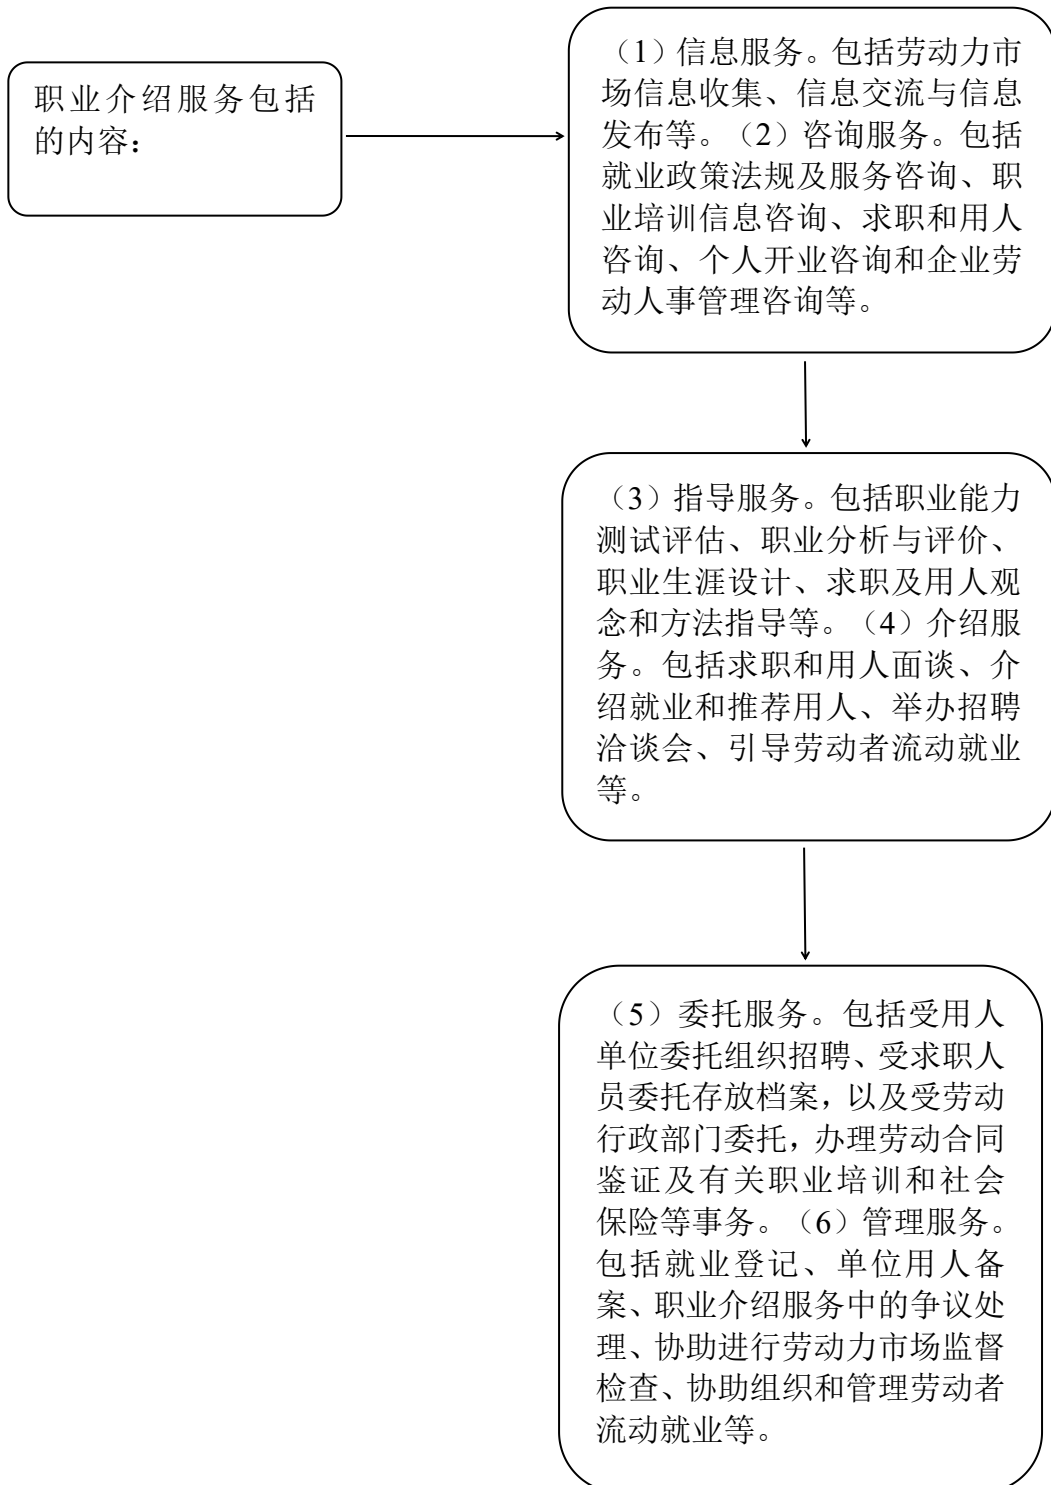 职业介绍服务包括
的内容：
（1）信息服务。包括劳动力市
场信息收集、信息交流与信息
发布等。（2）咨询服务。包括
就业政策法规及服务咨询、职
业培训信息咨询、求职和用人
咨询、个人开业咨询和企业劳
动人事管理咨询等。
（3）指导服务。包括职业能力
测试评估、职业分析与评价、
职业生涯设计、求职及用人观
念和方法指导等。（4）介绍服
务。包括求职和用人面谈、介
绍就业和推荐用人、举办招聘
洽谈会、引导劳动者流动就业
等。
（5）委托服务。包括受用人
单位委托组织招聘、受求职人
员委托存放档案，以及受劳动
行政部门委托，办理劳动合同
鉴证及有关职业培训和社会
保险等事务。（6）管理服务。
包括就业登记、单位用人备
案、职业介绍服务中的争议处
理、协助进行劳动力市场监督
检查、协助组织和管理劳动者
流动就业等。